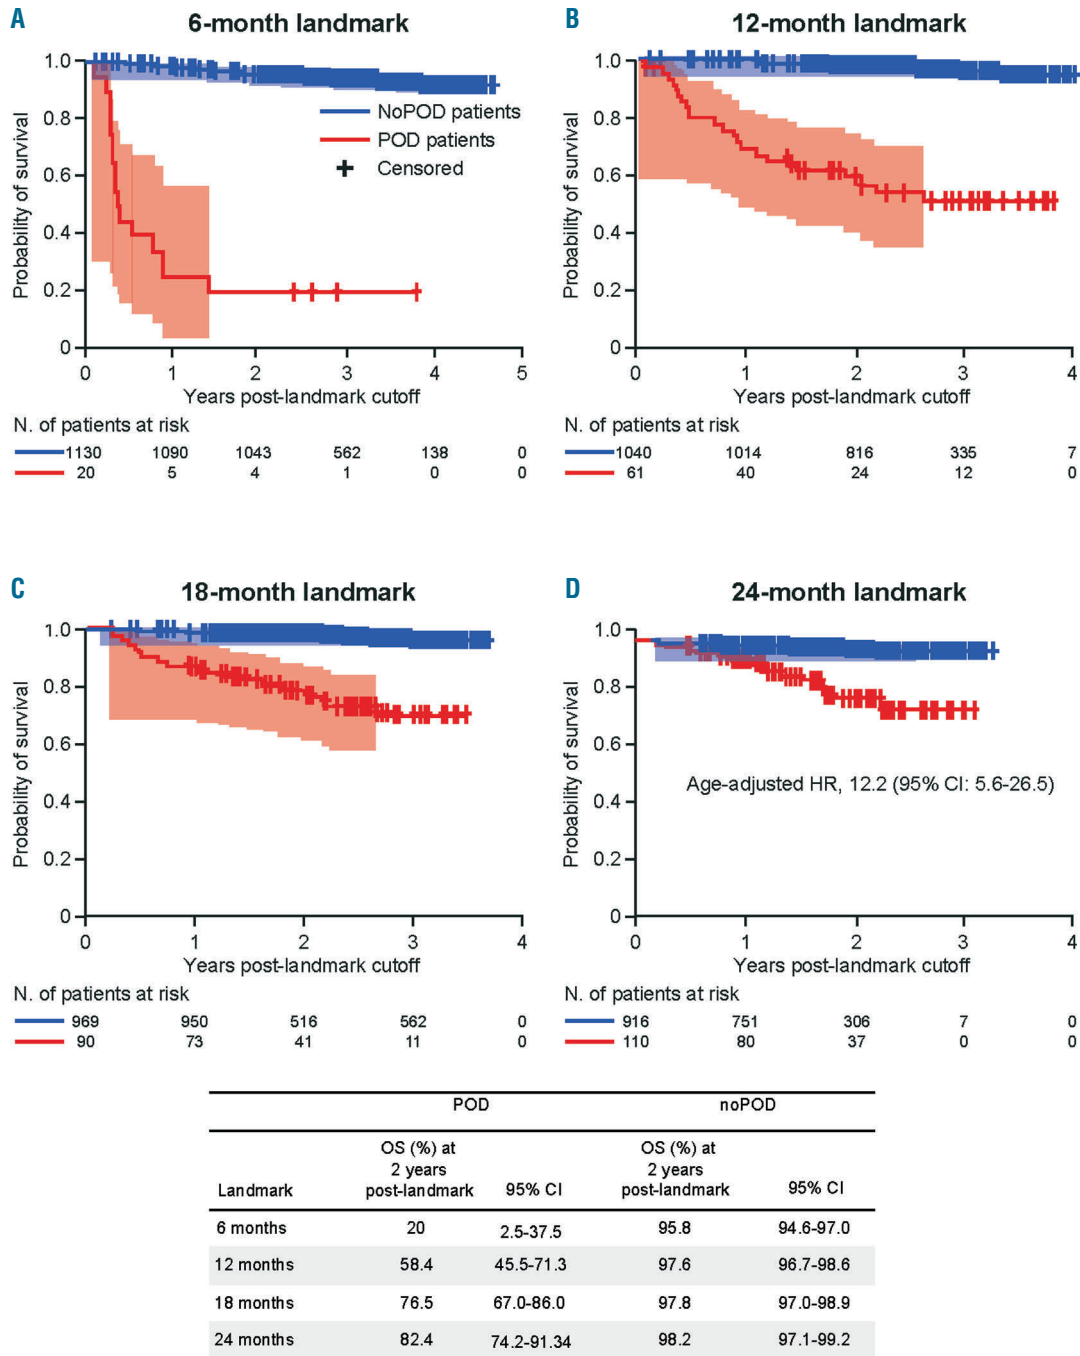 A
6-month landmark
1.0
0.8
0.6
0.4
0.2
0
Probability of survival
NoPOD patients
POD patients
Censored
0 1 2 3 4 5
Years post-landmark cutoff
N. of patients at risk
1130 1090 1043 562 138 0
20 5 4 1 0 0
B
12-month landmark
1.0
0.8
0.6
0.4
0.2
0
Probability of survival
0 1 2 3 4
Years post-landmark cutoff
N. of patients at risk
1040 1014 816 335 7
61 40 24 12 0
C
18-month landmark
1.0
0.8
0.6
0.4
0.2
0
Probability of survival
0 1 2 3 4
Years post-landmark cutoff
N. of patients at risk
969 950 516 562 0
90 73 41 11 0
D
24-month landmark
1.0
0.8
0.6
0.4
0.2
0
Probability of survival
Age-adjusted HR, 12.2 (95% CI: 5.6-26.5)
0 1 2 3 4
Years post-landmark cutoff
N. of patients at risk
916 751 306 7 0
110 80 37 0 0
POD noPOD
OS (%) at OS (%) at
2 years 2 years
Landmark post-landmark 95% CI post-landmark 95% CI
6 months 20 2.5-37.5 95.8 94.6-97.0
12 months 58.4 45.5-71.3 97.6 96.7-98.6
18 months 76.5 67.0-86.0 97.8 97.0-98.9
24 months 82.4 74.2-91.34 98.2 97.1-99.2